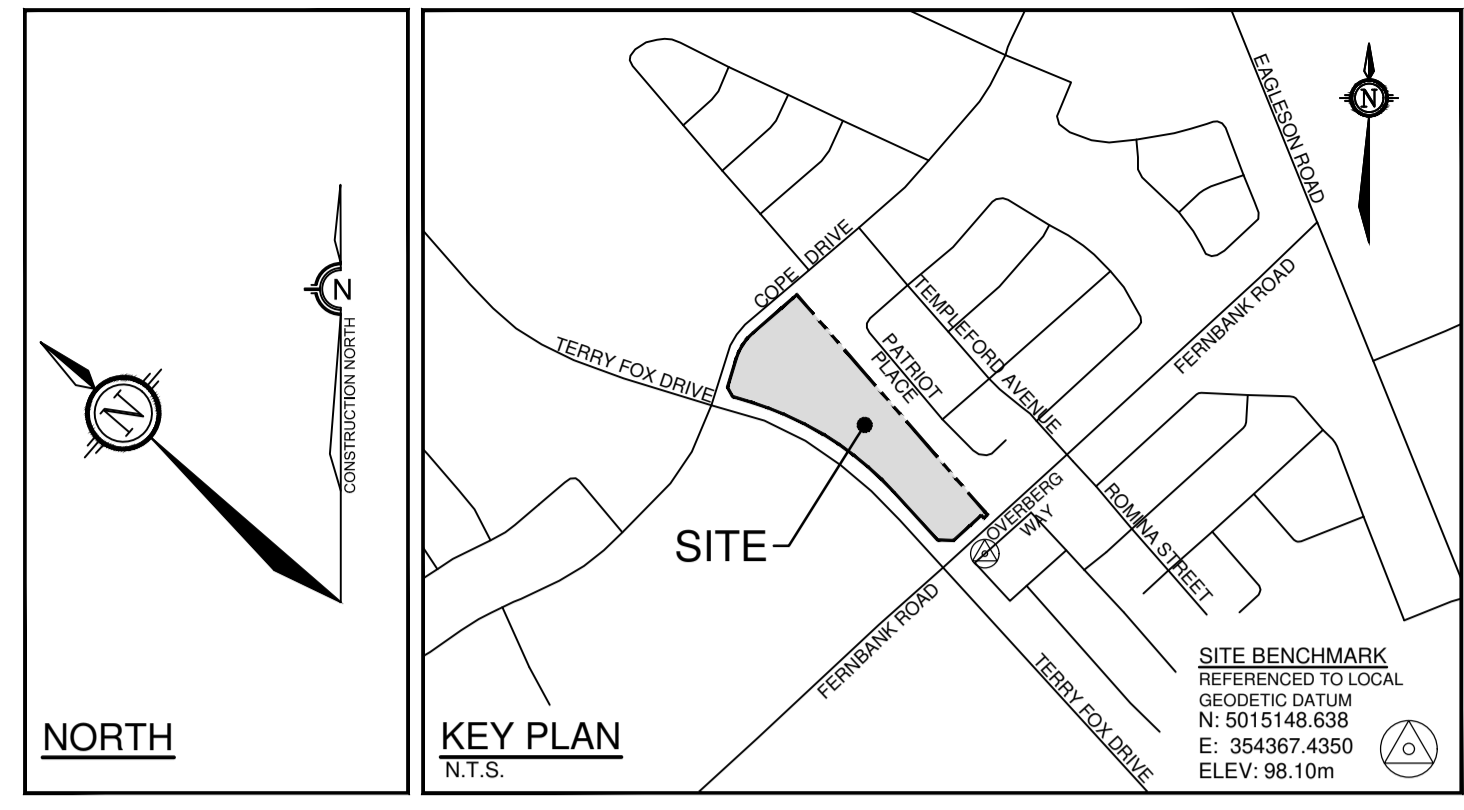 N
N
CONSTRUCTION NORTH
NORTH
EAGLESON ROAD
N
COPE DRIVE
TERRY FOX DRIVE
TEMPLEFORD AVENUE
PATRIOT
PLACE
FERNBANK ROAD
SITE
OVERBERG
WAY
ROMINA STREET
FERNBANK ROAD
TERRY FOX DRIVE
KEY PLAN
N.T.S.
SITE BENCHMARK
REFERENCED TO LOCAL
GEODETIC DATUM
N: 5015148.638
E: 354367.4350
ELEV: 98.10m